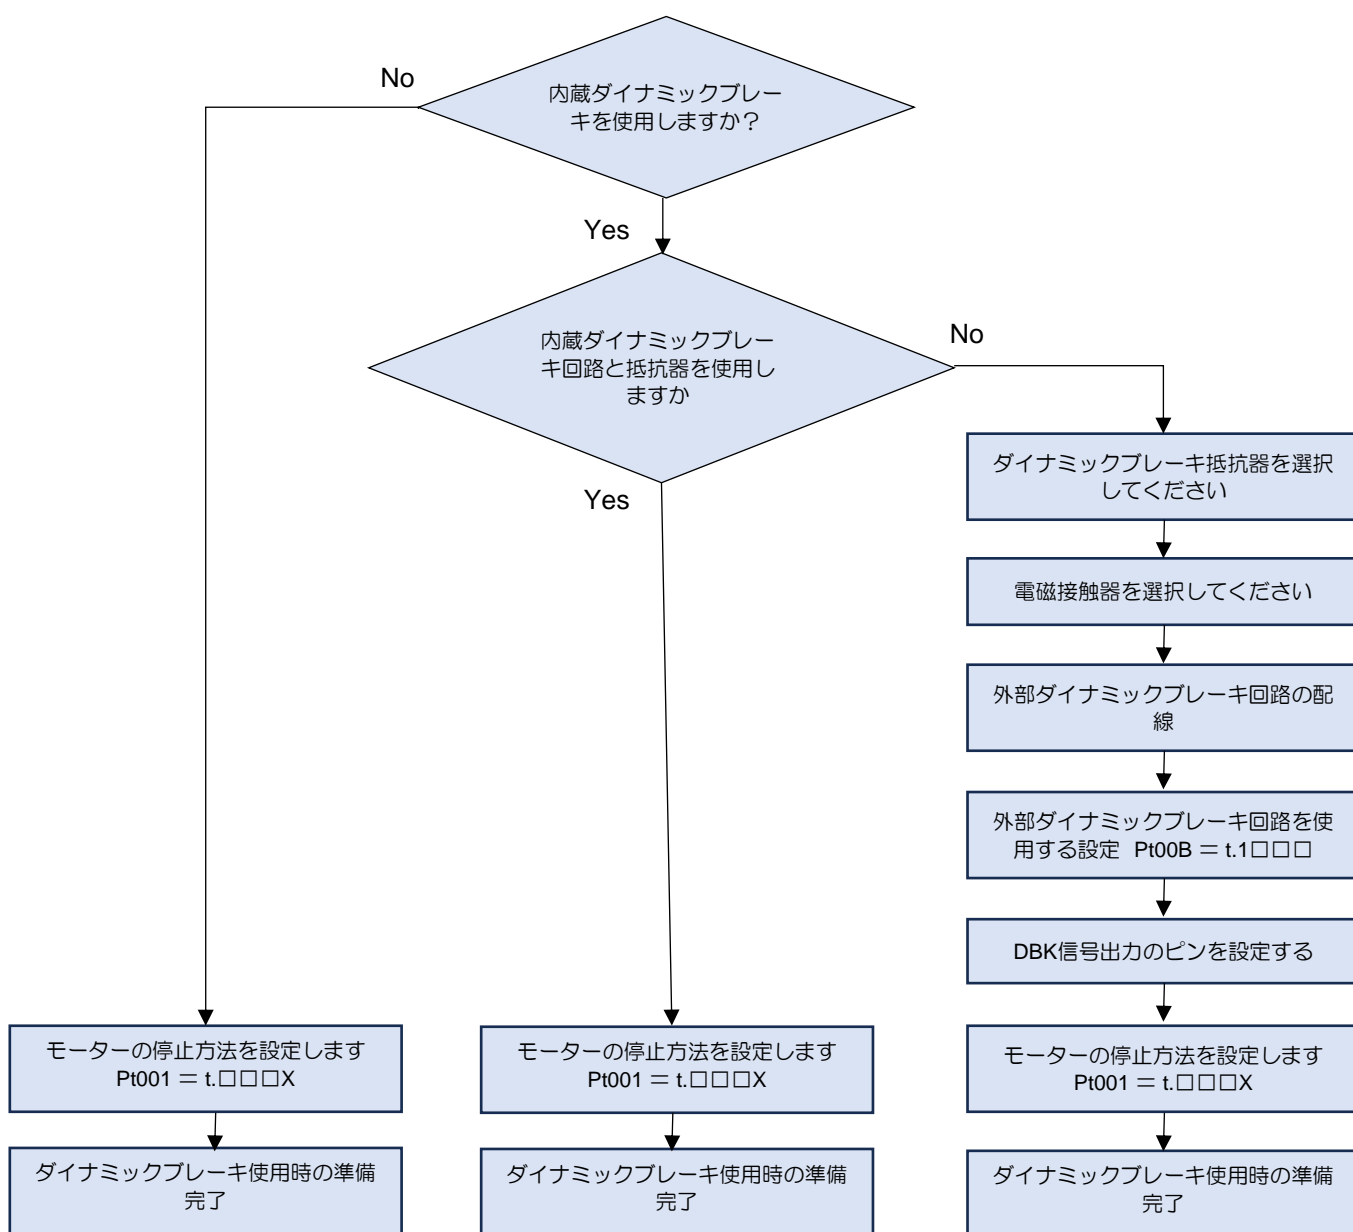 No
内蔵ダイナミックブレー
キを使用しますか？
Yes
内蔵ダイナミックブレー
キ回路と抵抗器を使用し
ますか
No
Yes
ダイナミックブレーキ抵抗器を選択
してください
電磁接触器を選択してください
外部ダイナミックブレーキ回路の配
線
外部ダイナミックブレーキ回路を使
用する設定 Pt00B ＝ t.1□□□
DBK信号出力のピンを設定する
モーターの停止方法を設定します
Pt001 ＝ t.□□□X
モーターの停止方法を設定します
Pt001 ＝ t.□□□X
モーターの停止方法を設定します
Pt001 ＝ t.□□□X
ダイナミックブレーキ使用時の準備
完了
ダイナミックブレーキ使用時の準備
完了
ダイナミックブレーキ使用時の準備
完了